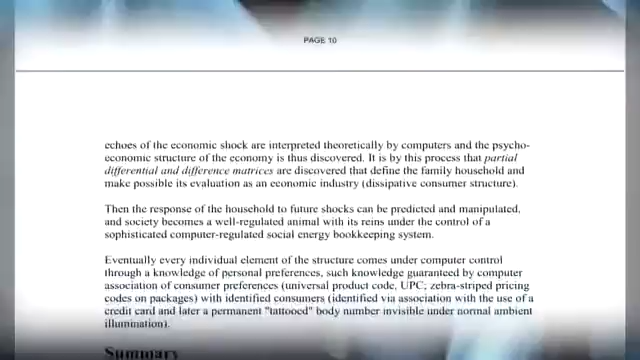 PAGE 10
echoes of the economic shock are interpreted theoretically by computers and the psycho-
economic structure of the economy is thus discovered. It is by this process that partial
differential and difference matrices are discovered that define the family household and
make possible its evaluation as an economic industry (dissipative consumer structure).
Then the response of the household to future shocks can be predicted and manipulated,
and society becomes a well-regulated animal with its reins under the control of a
sophisticated computer-regulated social energy bookkeeping system.
Eventually every individual element of the structure comes under computer control
through a knowledge of personal preferences, such knowledge guaranteed by computer
association of consumer preferences (universal product code, UPC; zebra-striped pricing
codes on packages) with identified consumers (identified via association with the use of a
credit card and later a permanent "tattooed" body number invisible under normal ambient
illumination).
Summary